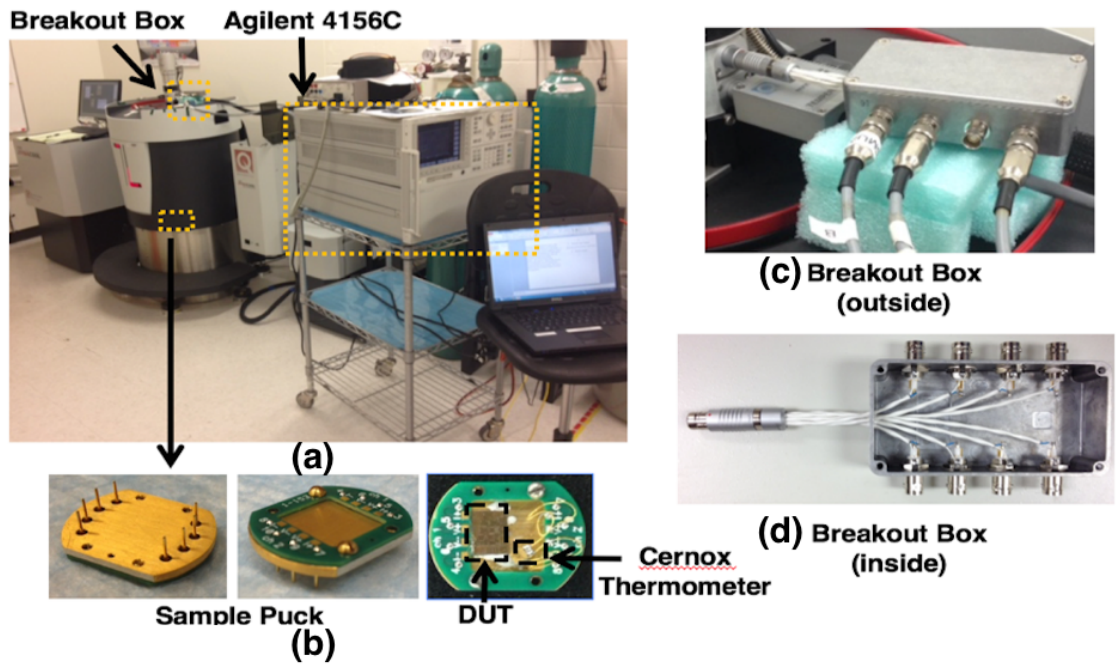 Breakout Box
Agilent 4156C
(a)
Sample Puck
DUT
Cernox
Thermometer
(b)
(c) Breakout Box
(outside)
(d) Breakout Box
(inside)